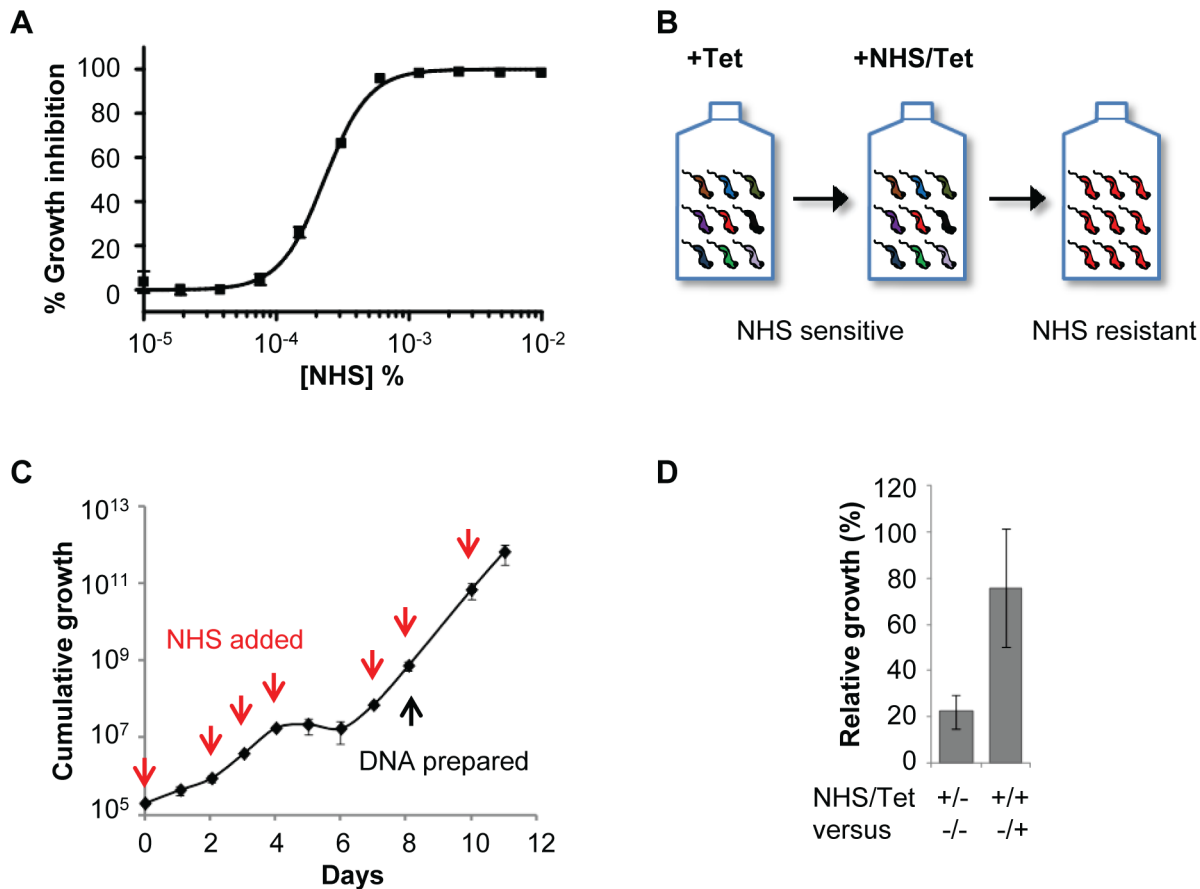 A
% Growth inhibition
100
80
60
40
20
0
10-5
10-4
10-3
10-2
[NHS] %
B
+Tet
+NHS/Tet
NHS sensitive
NHS resistant
C
Cumulative growth
1013
1011
109
107
105
NHS added
DNA prepared
0 2 4 6 8 10 12
Days
D
Relative growth (%)
120
100
80
60
40
20
0
NHS/Tet +/- +/+
versus -/- -/+